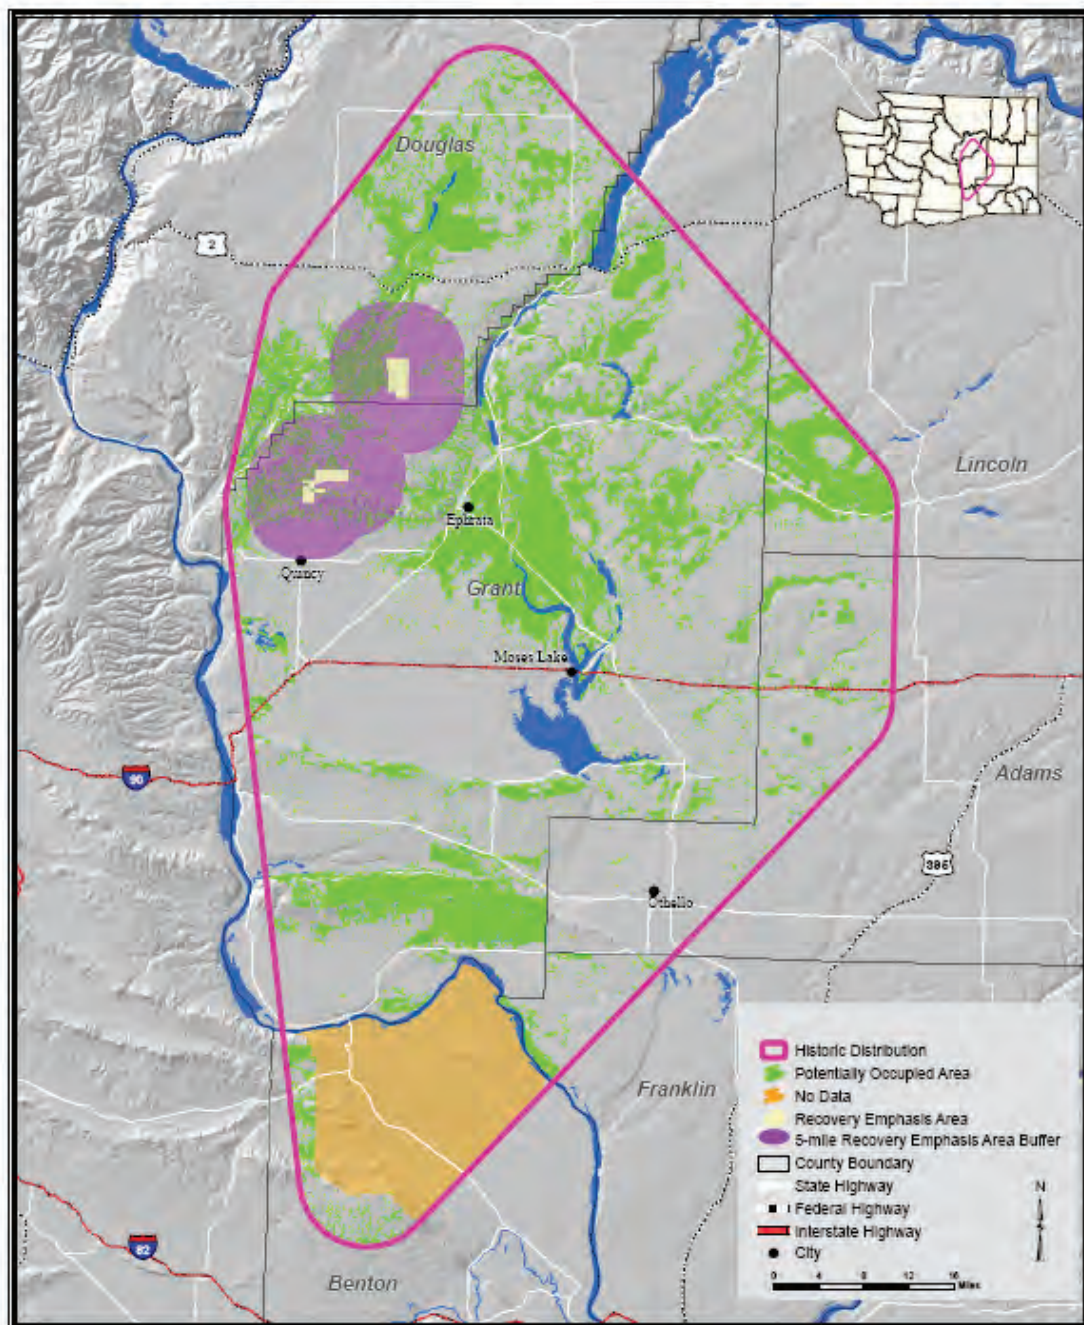 Douglas
2
Lincoln
Ephrata
Quincy
Grant
Moses Lake
90
Adams
395
Othello
Historic Distribution
Potentially Occupied Area
No Data
Recovery Emphasis Area
5-mile Recovery Emphasis Area Buffer
County Boundary
State Highway
N
Federal Highway
Interstate Highway
City
0 4 8 12 16
Miles
Franklin
82
Benton